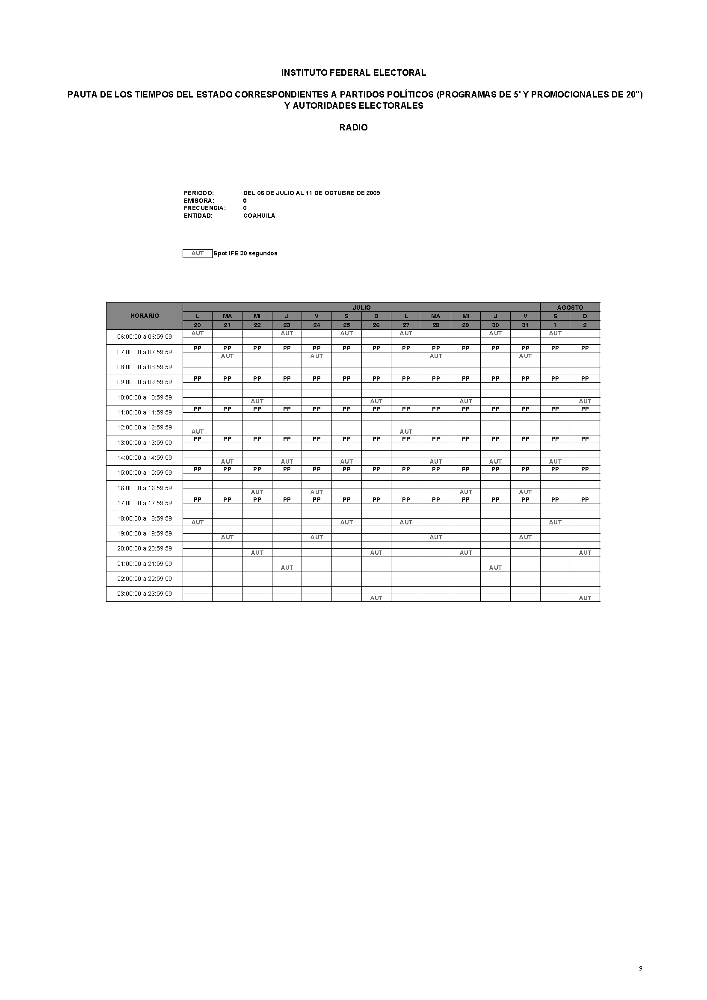 INSTITUTO FEDERAL ELECTORAL
PAUTA DE LOS TIEMPOS DEL ESTADO CORRESPONDIENTES A PARTIDOS POLÍTICOS (PROGRAMAS DE 5' Y PROMOCIONALES DE 20")
Y AUTORIDADES ELECTORALES
RADIO
PERIODO: DEL 06 DE JULIO AL 11 DE OCTUBRE DE 2009
EMISORA: 0
FRECUENCIA: 0
ENTIDAD: COAHUILA
AUT Spot IFE 30 segundos
HORARIO JULIO AGOSTO
L MA MI J V S D L MA MI J V S D
20 21 22 23 24 25 26 27 28 29 30 31 1 2
06:00:00 a 06:59:59 AUT AUT AUT AUT AUT AUT
07:00:00 a 07:59:59 PP PP PP PP PP PP PP PP PP PP PP PP PP PP
AUT AUT AUT AUT
08:00:00 a 08:59:59
09:00:00 a 09:59:59 PP PP PP PP PP PP PP PP PP PP PP PP PP PP
10:00:00 a 10:59:59
AUT AUT AUT AUT
11:00:00 a 11:59:59 PP PP PP PP PP PP PP PP PP PP PP PP PP PP
12:00:00 a 12:59:59
AUT AUT
13:00:00 a 13:59:59 PP PP PP PP PP PP PP PP PP PP PP PP PP PP
14:00:00 a 14:59:59
AUT AUT AUT AUT AUT AUT
15:00:00 a 15:59:59 PP PP PP PP PP PP PP PP PP PP PP PP PP PP
16:00:00 a 16:59:59
AUT AUT AUT AUT
17:00:00 a 17:59:59 PP PP PP PP PP PP PP PP PP PP PP PP PP PP
18:00:00 a 18:59:59
AUT AUT AUT AUT
19:00:00 a 19:59:59
AUT AUT AUT AUT
20:00:00 a 20:59:59
AUT AUT AUT AUT
21:00:00 a 21:59:59
AUT AUT
22:00:00 a 22:59:59
23:00:00 a 23:59:59
AUT AUT
9